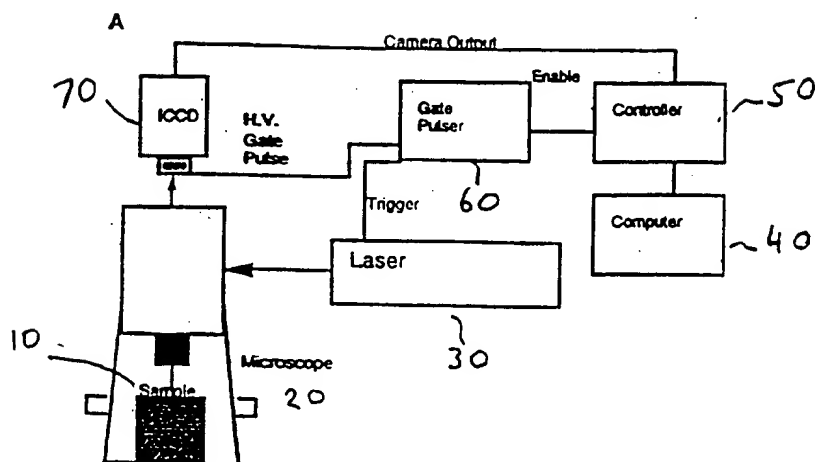 A
Camera Output
70
ICCD
H.V.
Gate
Pulse
Gate
Pulser
Enable
Controller
50
60
Trigger
Computer
40
Laser
30
10
Microscope
20
Sample